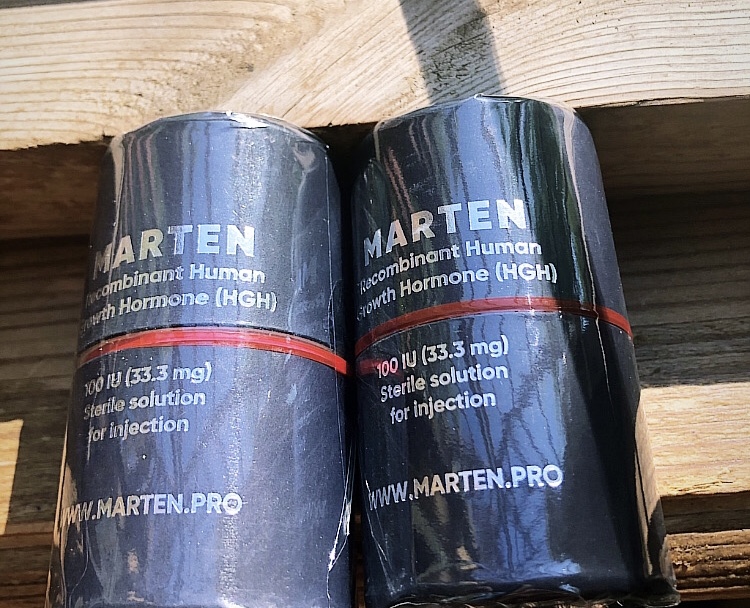 MARTEN
Recombinant Human
Growth Hormone (HGH)
100 IU (33.3 mg)
Sterile solution
for injection
WWW.MARTEN.PRO
MARTEN
Recombinant Human
Growth Hormone (HGH)
100 IU (33.3 mg)
Sterile solution
for injection
WWW.MARTEN.PRO